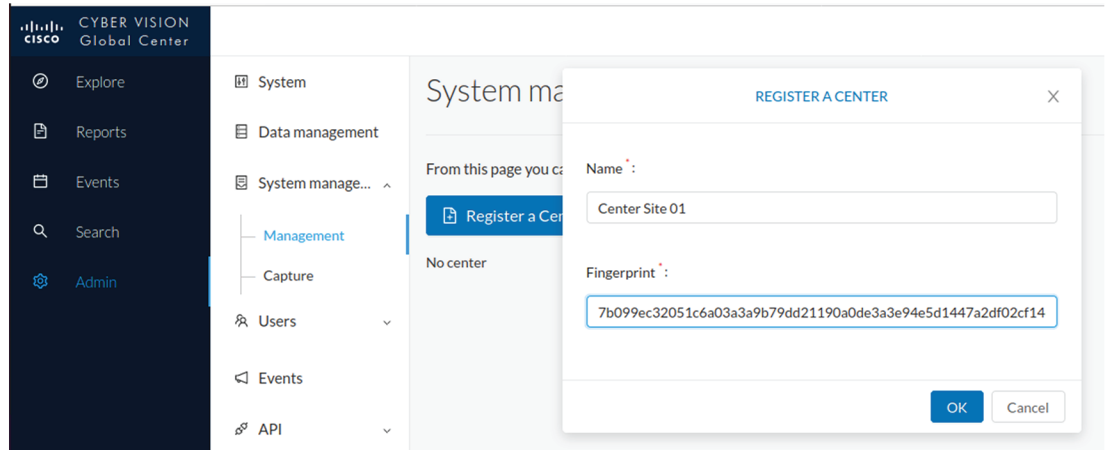 CISCO
CYBER VISION
Global Center
Explore
Reports
Events
Search
Admin
System
Data management
System manage...
Management
Capture
Users
Events
API
System ma
From this page you ca
Register a Cer
No center
REGISTER A CENTER
Name * :
Center Site 01
Fingerprint * :
7b099ec32051c6a03a3a9b79dd21190a0de3a3e94e5d1447a2df02cf14
OK
Cancel